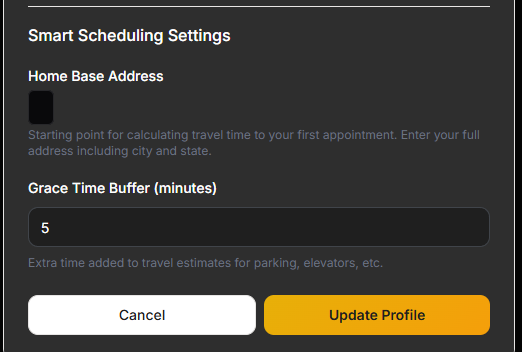 Smart Scheduling Settings
Home Base Address
Starting point for calculating travel time to your first appointment. Enter your full
address including city and state.
Grace Time Buffer (minutes)
5
Extra time added to travel estimates for parking, elevators, etc.
Cancel
Update Profile